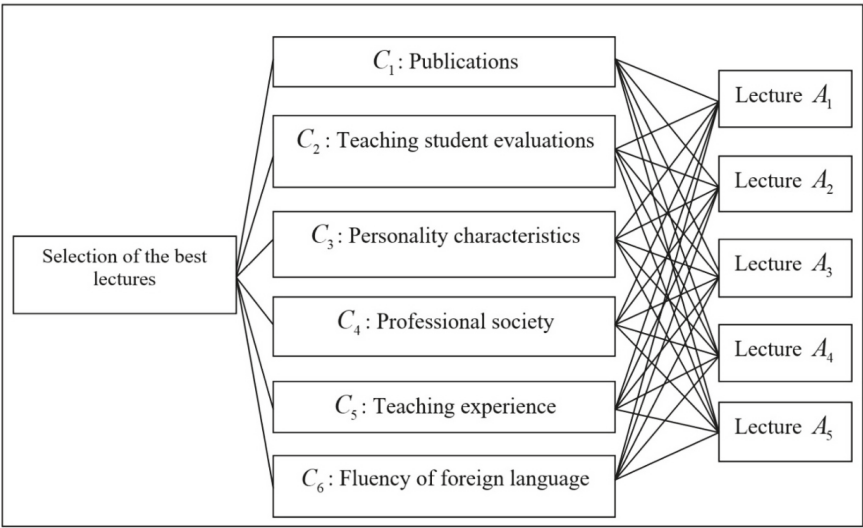 Selection of the best
lectures
C₁: Publications
C₂: Teaching student evaluations
C₃: Personality characteristics
C₄: Professional society
C₅: Teaching experience
C₆: Fluency of foreign language
Lecture A₁
Lecture A₂
Lecture A₃
Lecture A₄
Lecture A₅